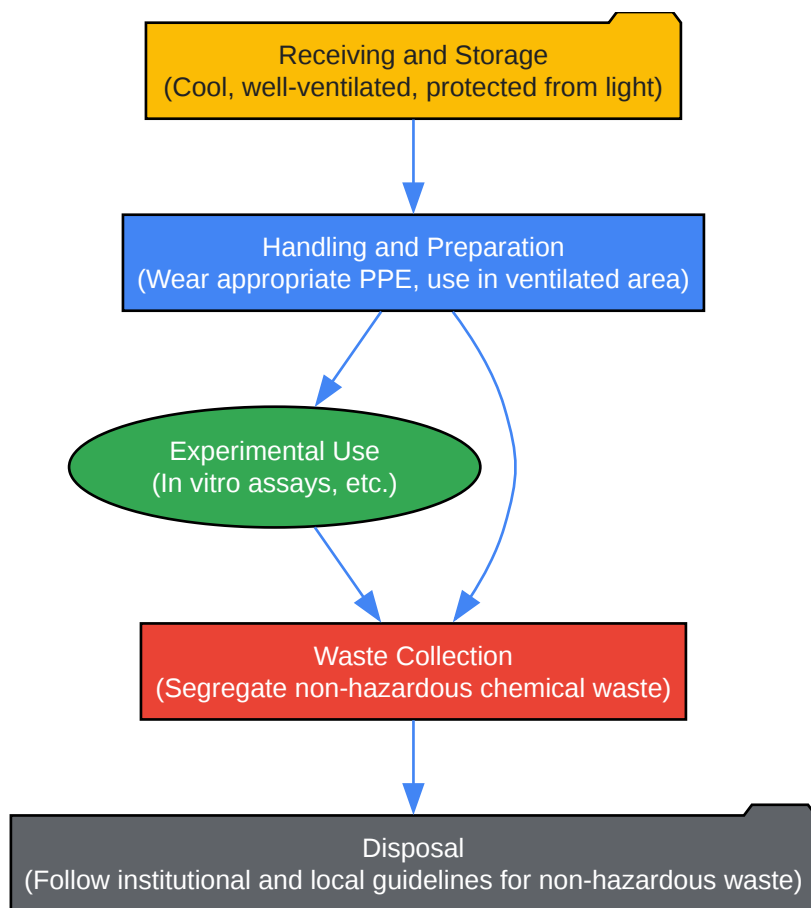 Receiving and Storage
(Cool, well-ventilated, protected from light)
Handling and Preparation
(Wear appropriate PPE, use in ventilated area)
Experimental Use
(In vitro assays, etc.)
Waste Collection
(Segregate non-hazardous chemical waste)
Disposal
(Follow institutional and local guidelines for non-hazardous waste)